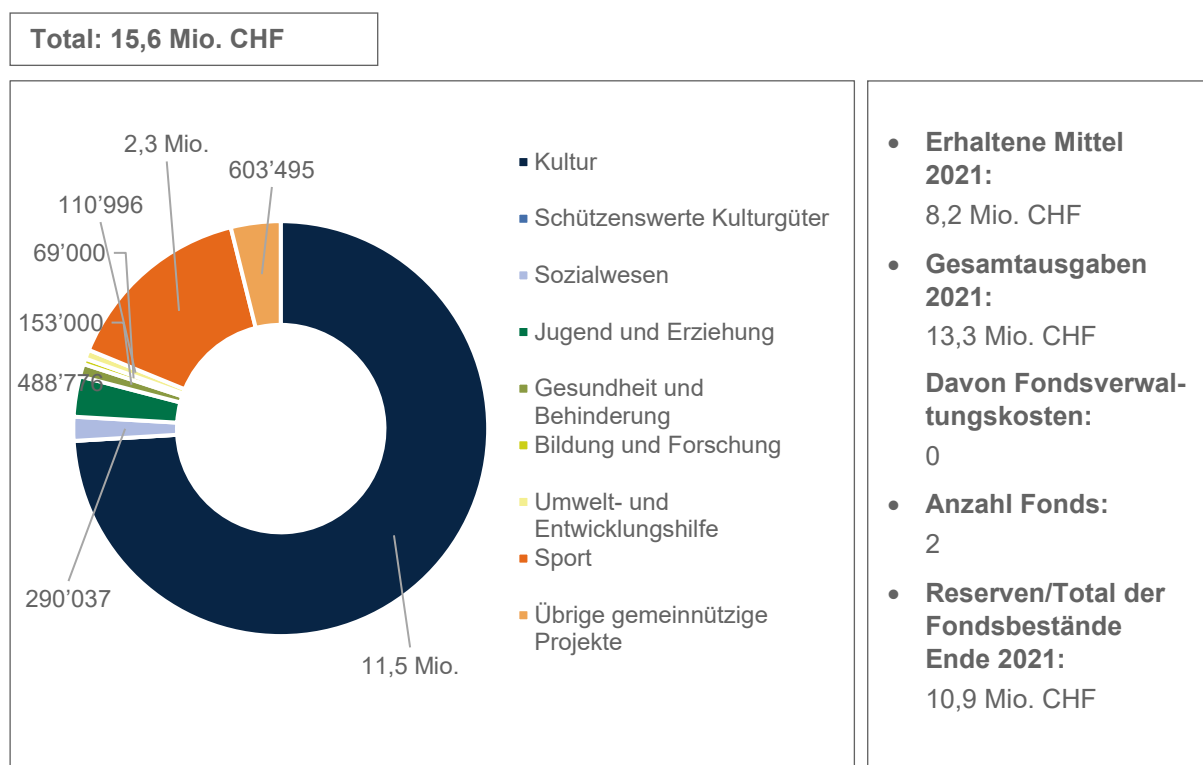 Total: 15,6 Mio. CHF
2,3 Mio.
603’495
110’996
69’000
153’000
488’776
290’037
11,5 Mio.
Kultur
Schützenswerte Kulturgüter
Sozialwesen
Jugend und Erziehung
Gesundheit und
Behinderung
Bildung und Forschung
Umwelt- und
Entwicklungshilfe
Sport
Übrige gemeinnützige
Projekte
• Erhaltene Mittel
2021:
8,2 Mio. CHF
• Gesamtausgaben
2021:
13,3 Mio. CHF
Davon Fondsverwal-
tungskosten:
0
• Anzahl Fonds:
2
• Reserven/Total der
Fondsbestände
Ende 2021:
10,9 Mio. CHF